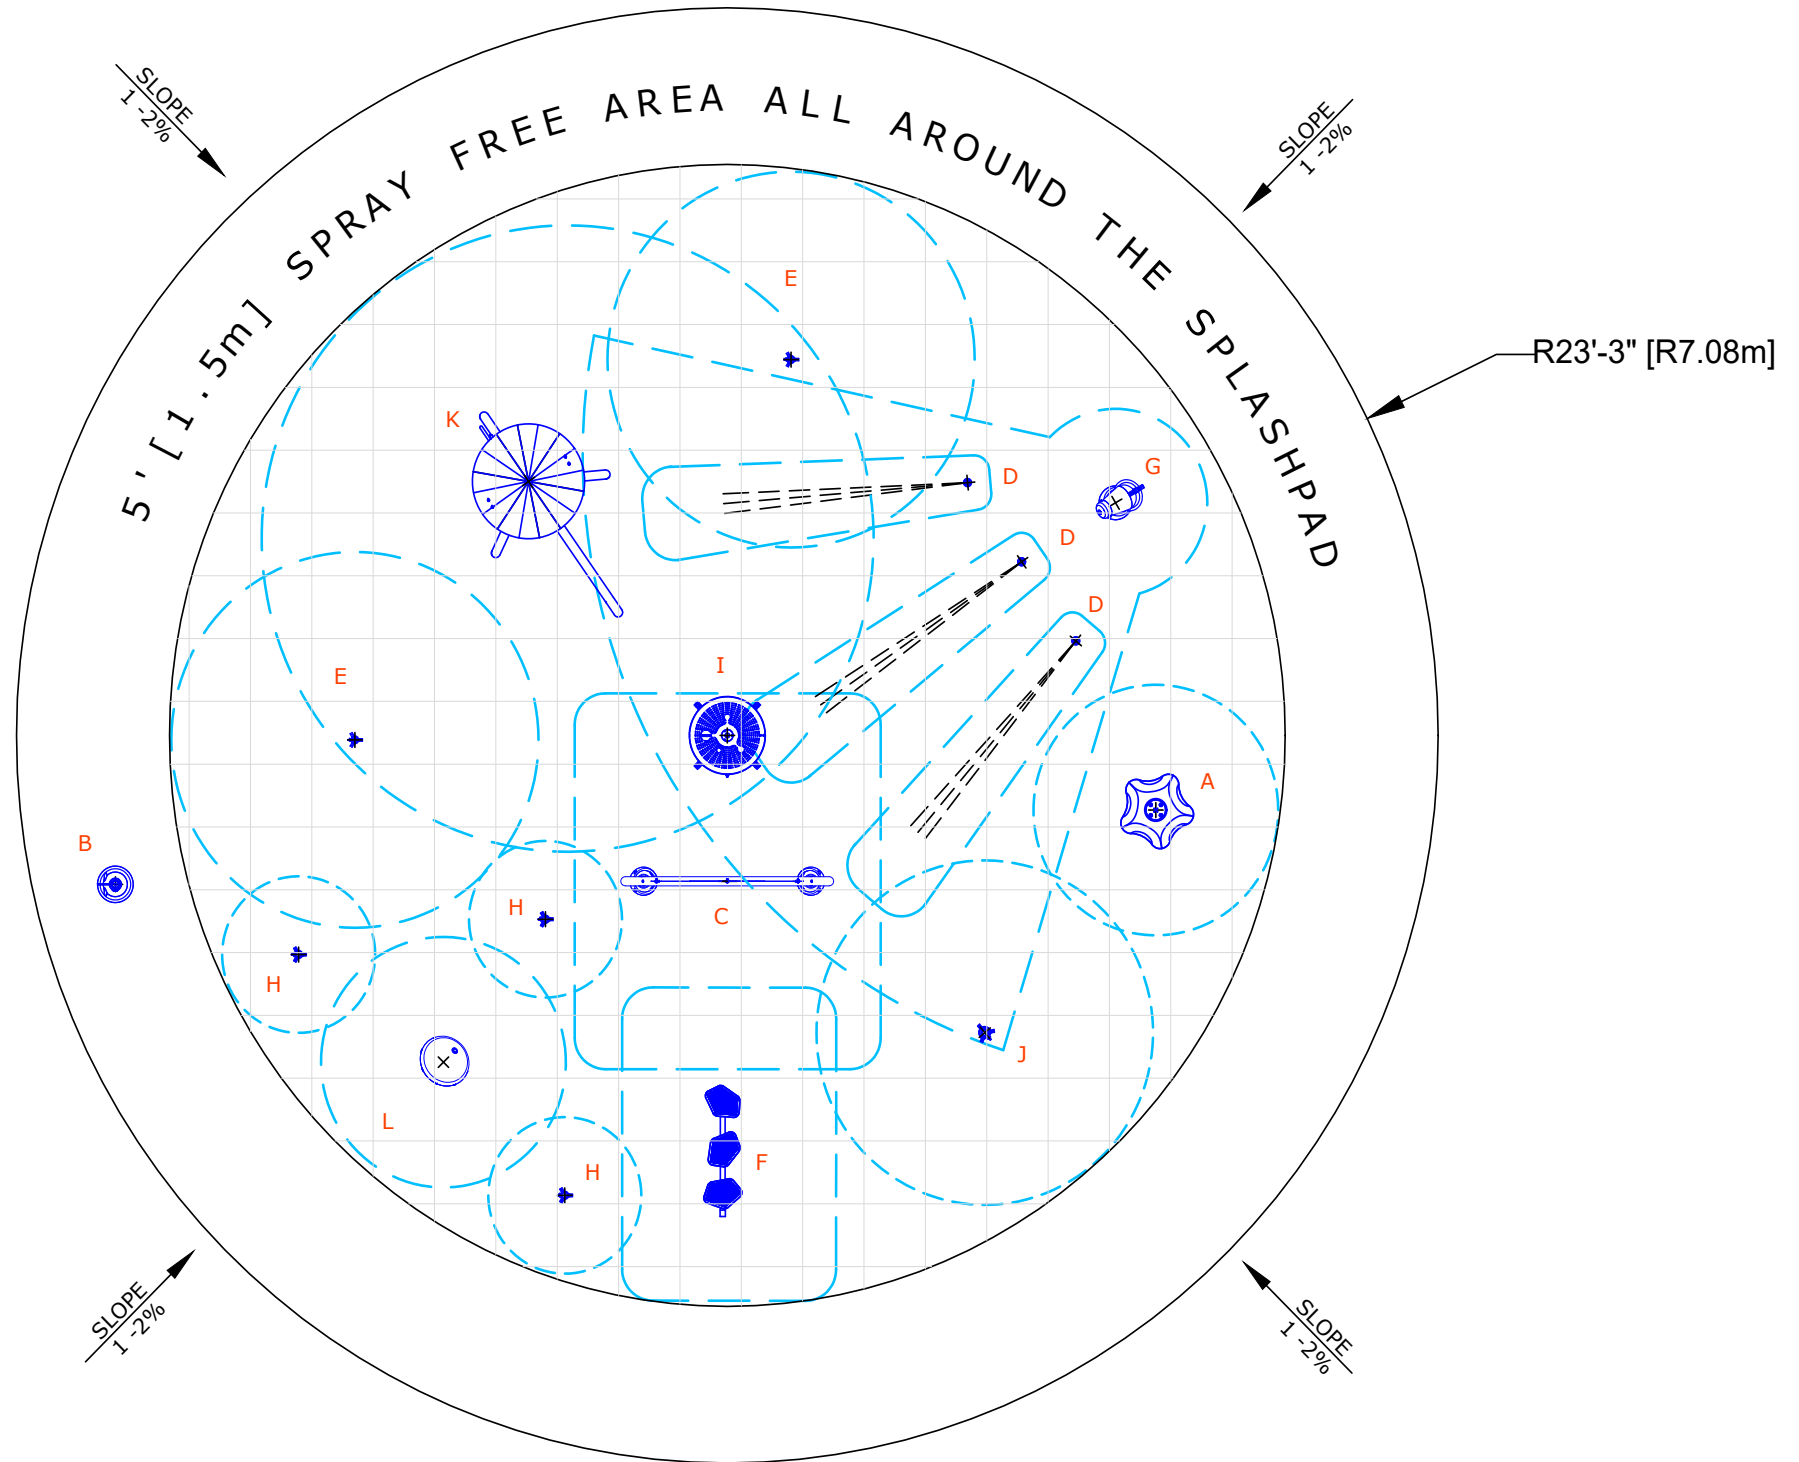 SLOPE
1 -2%
SLOPE
1 -2%
5'[1.5m] SPRAY FREE AREA ALL AROUND THE SPLASHPAD
E
R23'-3" [R7.08m]
K
G
D
D
D
E
I
A
B
H
C
H
J
L
F
H
SLOPE
1 -2%
SLOPE
1 -2%